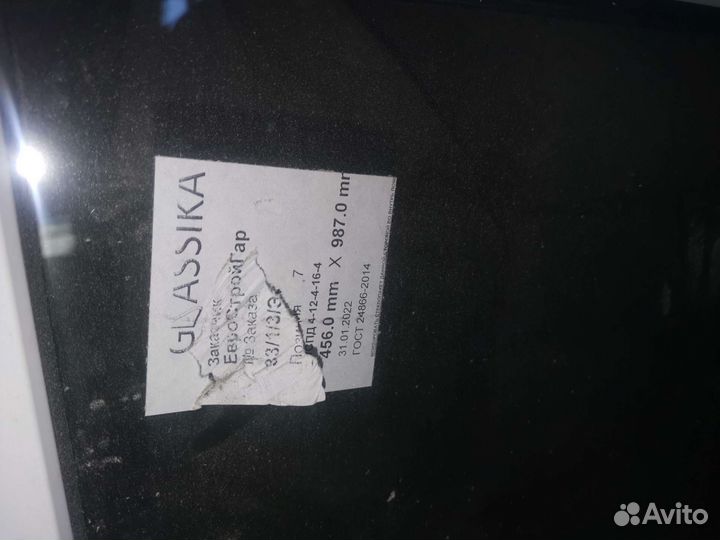 GLASSIKA
Заказчик
ЕвроСтройГар
№ Заказа
33/1/3/3
Позиция 7
СПД 4-12-4-16-4
456.0 mm X 987.0 mm
31.01.2022
ГОСТ 24866-2014
Avito